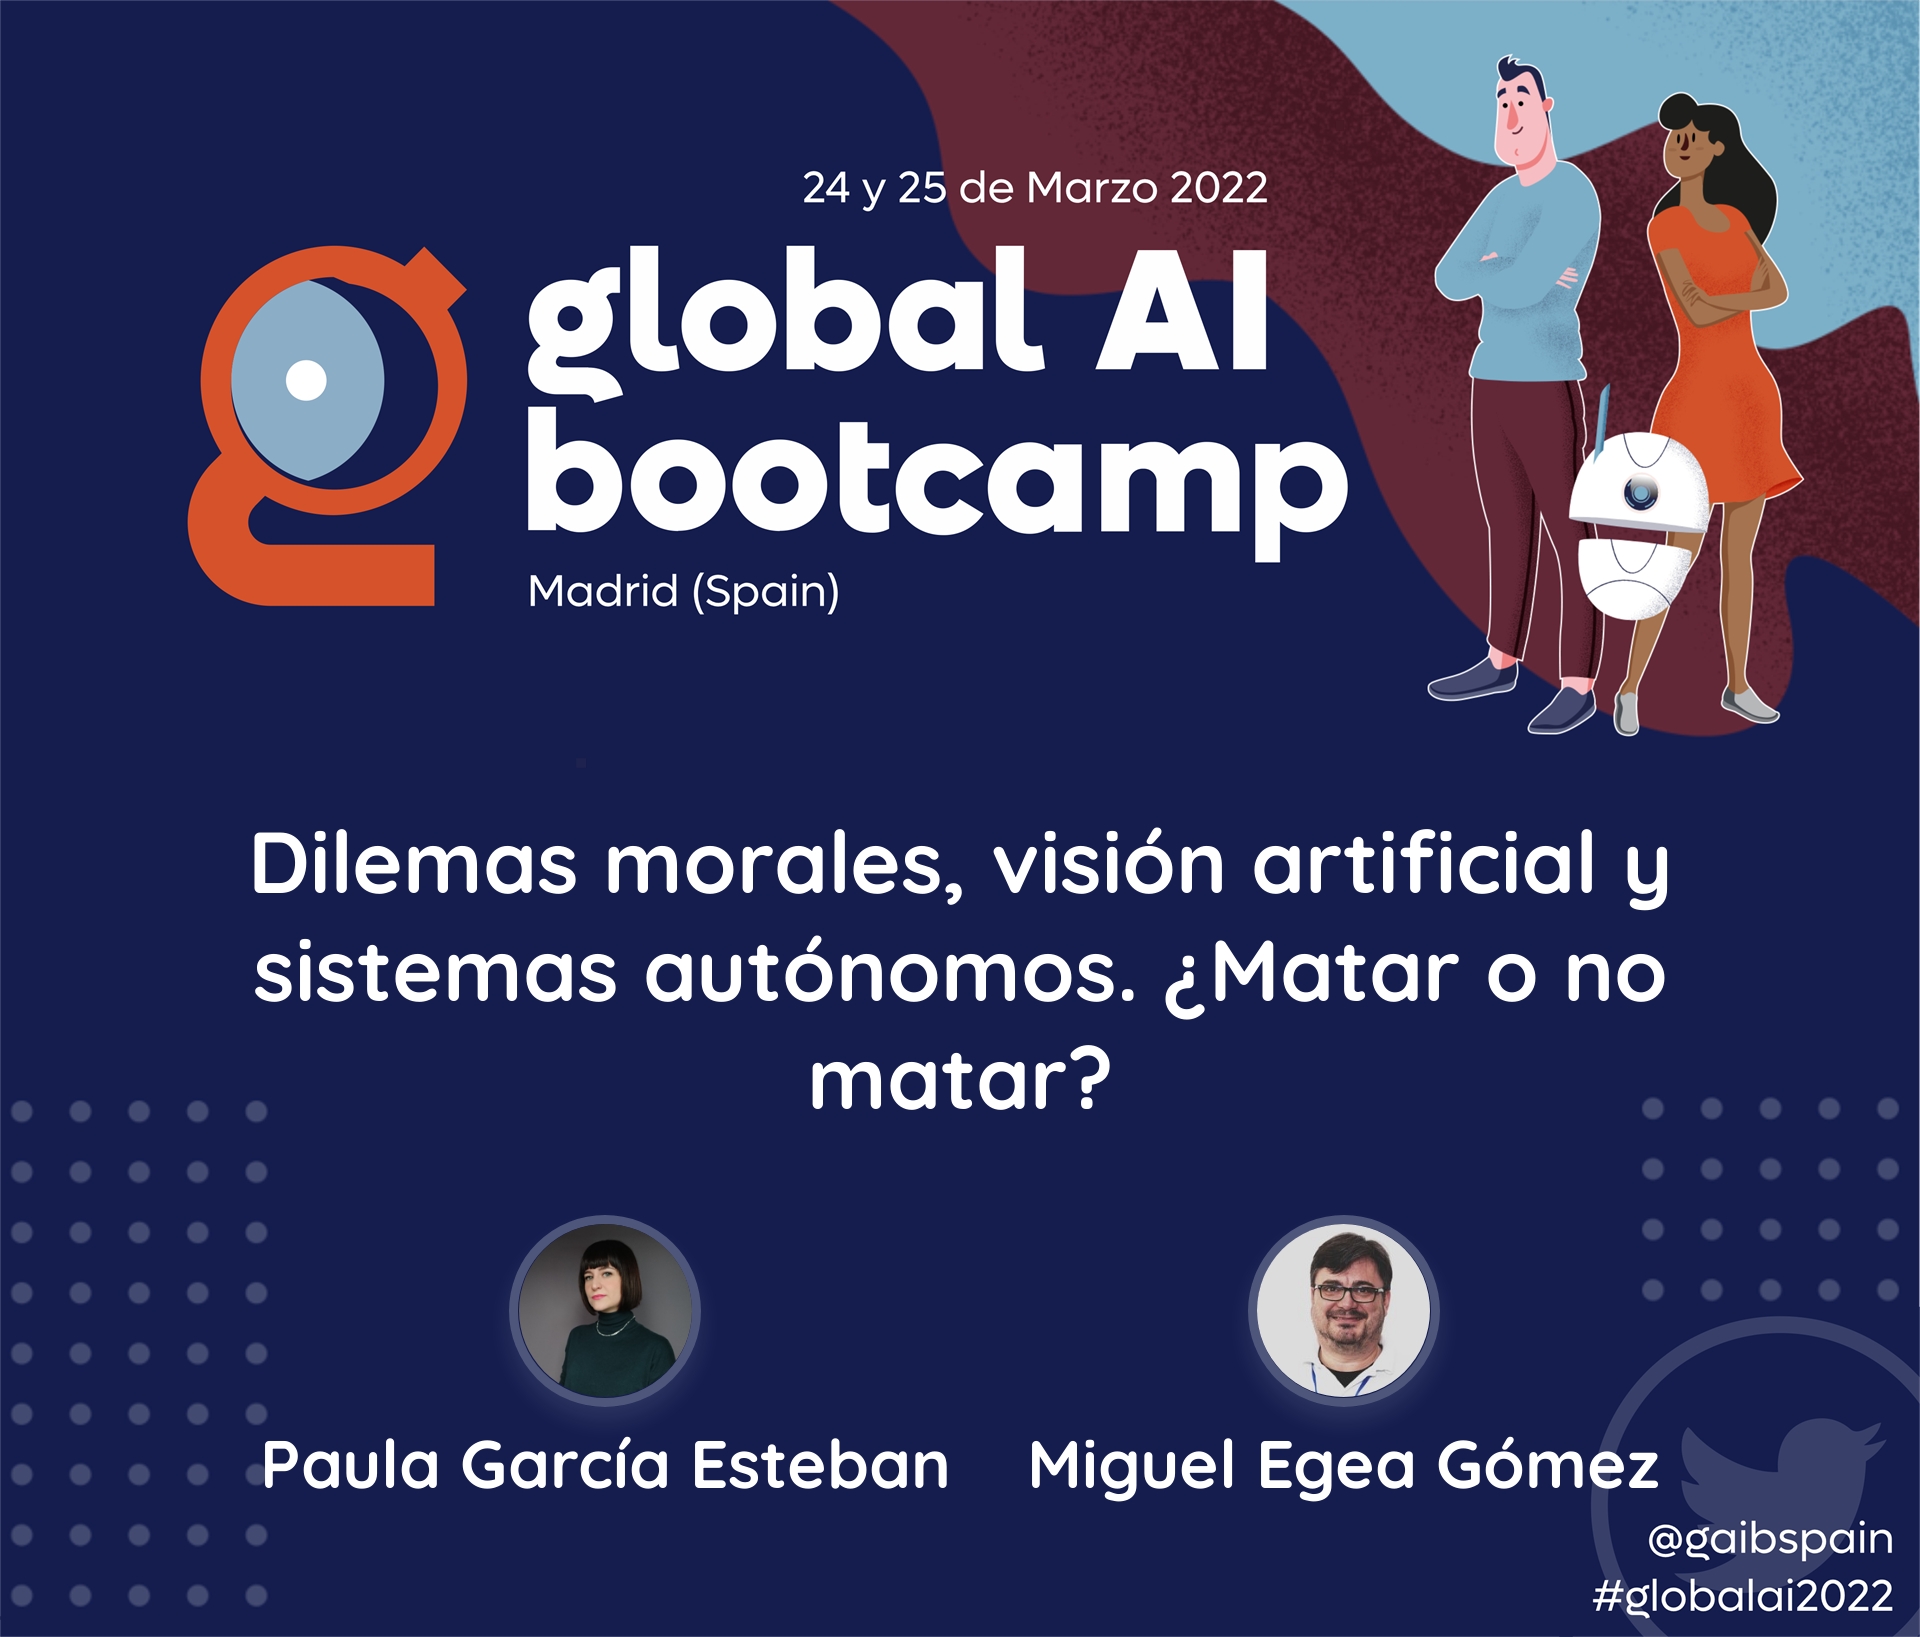 24 y 25 de Marzo 2022
global AI
bootcamp
Madrid (Spain)
Dilemas morales, visión artificial y
sistemas autónomos. ¿Matar o no
matar?
Paula García Esteban
Miguel Egea Gómez
@gaibspain
#globalai2022